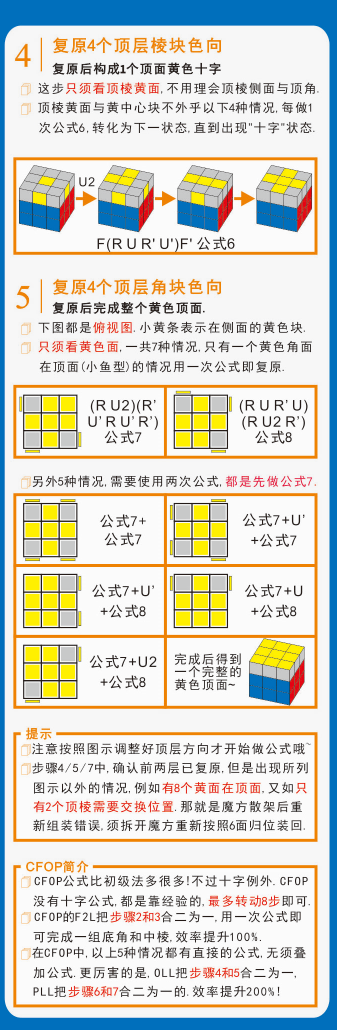 4 复原4个顶层棱块色向
复原后构成1个顶面黄色十字
这步只须看顶棱黄面,不用理会顶棱侧面与顶角.
顶棱黄面与黄中心块不外乎以下4种情况,每做1
次公式6,转化为下一状态,直到出现"十字"状态.
U2
F(R U R' U')F' 公式6
5 复原4个顶层角块色向
复原后完成整个黄色顶面.
下图都是俯视图.小黄条表示在侧面的黄色块.
只须看黄色面,一共7种情况,只有一个黄色角面
在顶面(小鱼型)的情况用一次公式即复原.
(R U2)(R'
U' R U' R')
公式7
(R U R' U)
(R U2 R')
公式8
另外5种情况,需要使用两次公式,都是先做公式7.
公式7+
公式7
公式7+U'
+公式7
公式7+U'
+公式8
公式7+U
+公式8
公式7+U2
+公式8
完成后得到
一个完整的
黄色顶面~
提示
注意按照图示调整好顶层方向才开始做公式哦~
步骤4/5/7中,确认前两层已复原,但是出现所列
图示以外的情况,例如有8个黄面在顶面,又如只
有2个顶棱需要交换位置.那就是魔方散架后重
新组装错误,须拆开魔方重新按照6面归位装回.
CFOP简介
CFOP公式比初级法多很多!不过十字例外.CFOP
没有十字公式,都是靠经验的,最多转动8步即可.
CFOP的F2L把步骤2和3合二为一,用一次公式即
可完成一组底角和中棱,效率提升100%.
在CFOP中,以上5种情况都有直接的公式,无须叠
加公式.更厉害的是,OLL把步骤4和5合二为一,
PLL把步骤6和7合二为一的.效率提升200%!